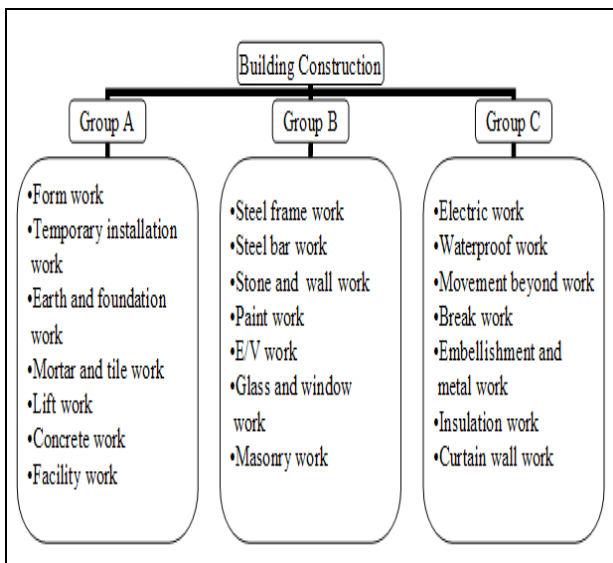 Building Construction
Group A
Group B
Group C
•Form work
•Temporary installation
work
•Earth and foundation
work
•Mortar and tile work
•Lift work
•Concrete work
•Facility work
•Steel frame work
•Steel bar work
•Stone and wall work
•Paint work
•E/V work
•Glass and window
work
•Masonry work
•Electric work
•Waterproof work
•Movement beyond work
•Break work
•Embellishment and
metal work
•Insulation work
•Curtain wall work